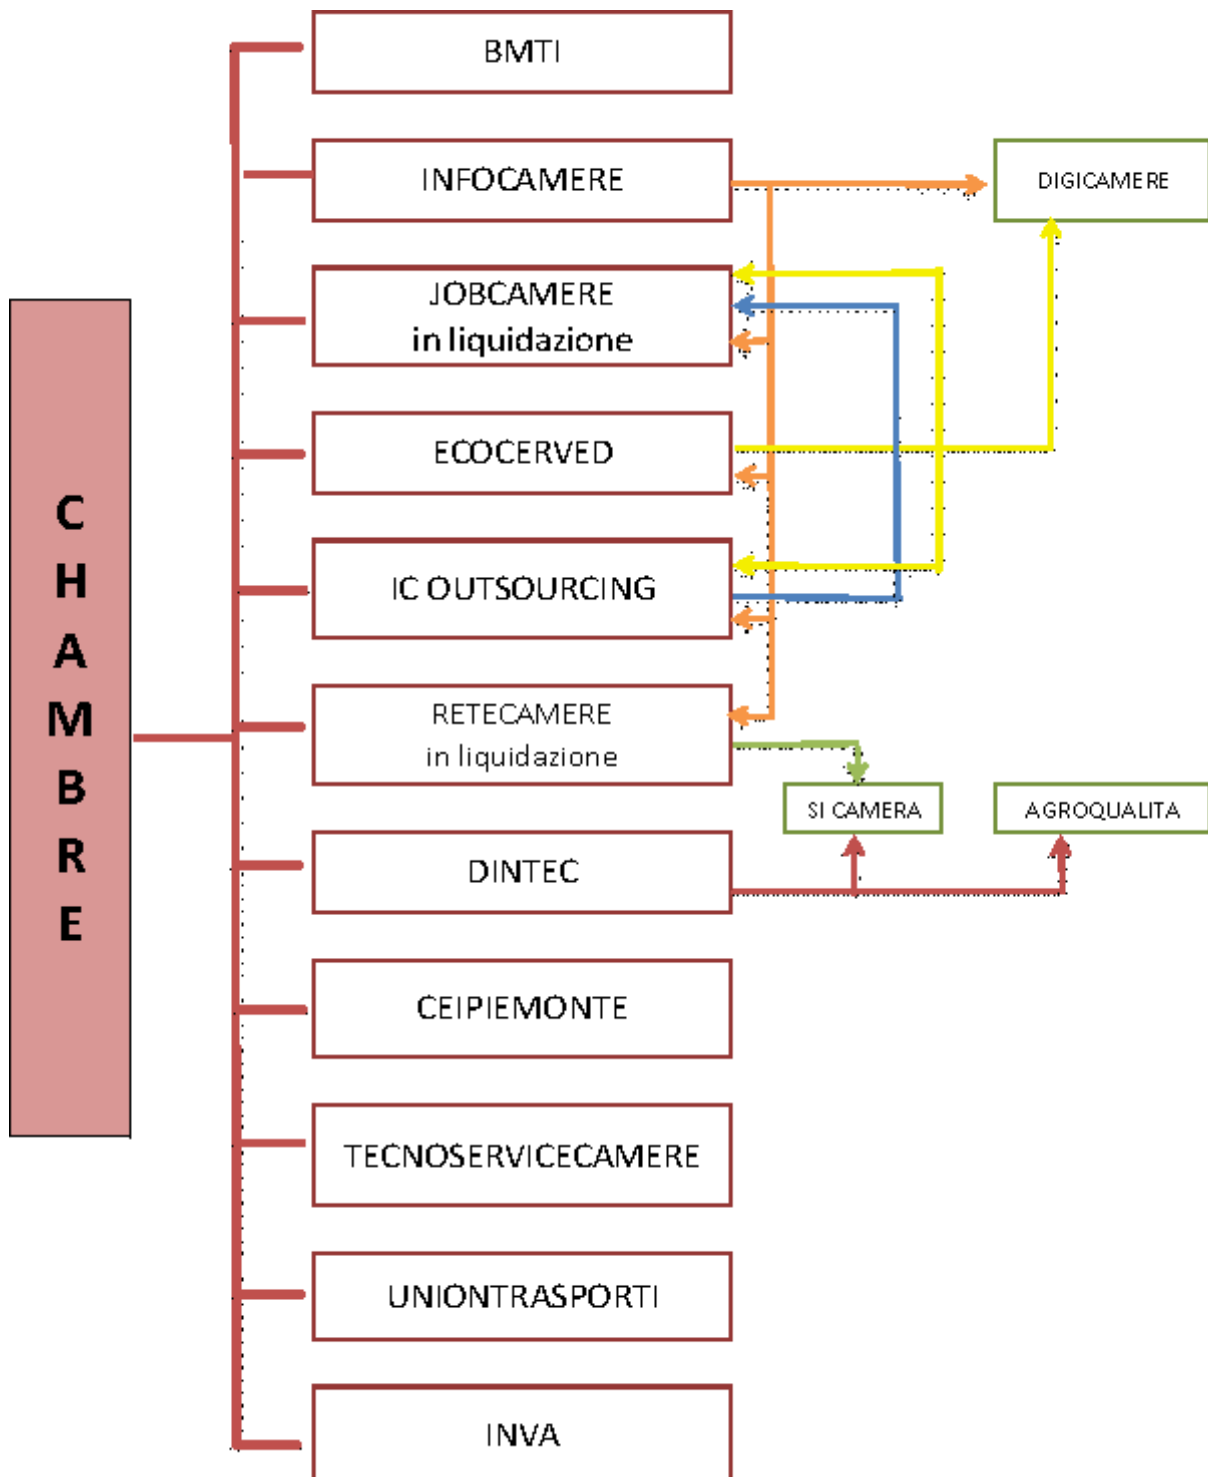 CHAMBRE
BMTI
INFOCAMERE
DIGICAMERE
JOBCAMERE
in liquidazione
ECOCERVED
IC OUTSOURCING
RETECAMERE
in liquidazione
SI CAMERA
AGROQUALITA
DINTEC
CEIPIEMONTE
TECNOSERVICECAMERE
UNIONTRASPORTI
INVA